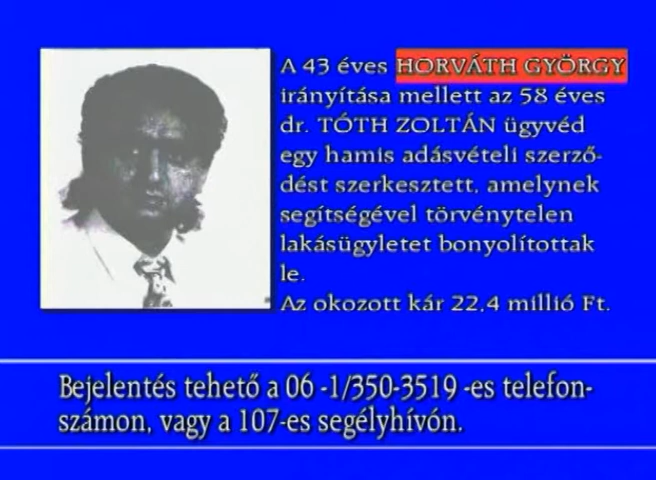 A 43 éves HORVÁTH GYÖRGY
irányítása mellett az 58 éves
dr. TÓTH ZOLTÁN ügyvéd
egy hamis adásvételi szerző-
dést szerkesztett, amelynek
segítségével törvénytelen
lakásügyletet bonyolítottak
le.
Az okozott kár 22,4 millió Ft.
Bejelentés tehető a 06 -1/350-3519 -es telefon-
számon, vagy a 107-es segélyhívón.